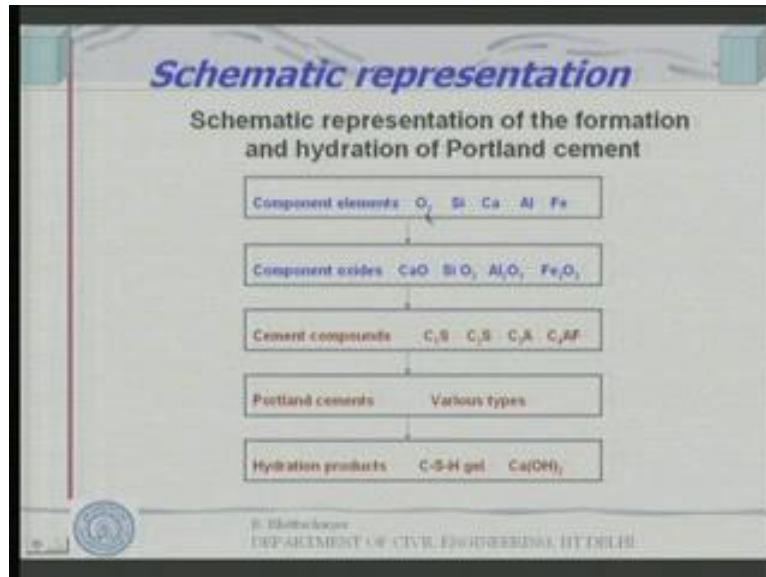 Schematic representation
Schematic representation of the formation
and hydration of Portland cement
Component elements O₂ Si Ca Al Fe
Component oxides CaO SiO₂ Al₂O₃ Fe₂O₃
Cement compounds C₃S C₂S C₃A C₄AF
Portland cements Various types
Hydration products C-S-H gel Ca(OH)₂
B. Bhattacharjee
DEPARTMENT OF CIVIL ENGINEERING, IIT DELHI